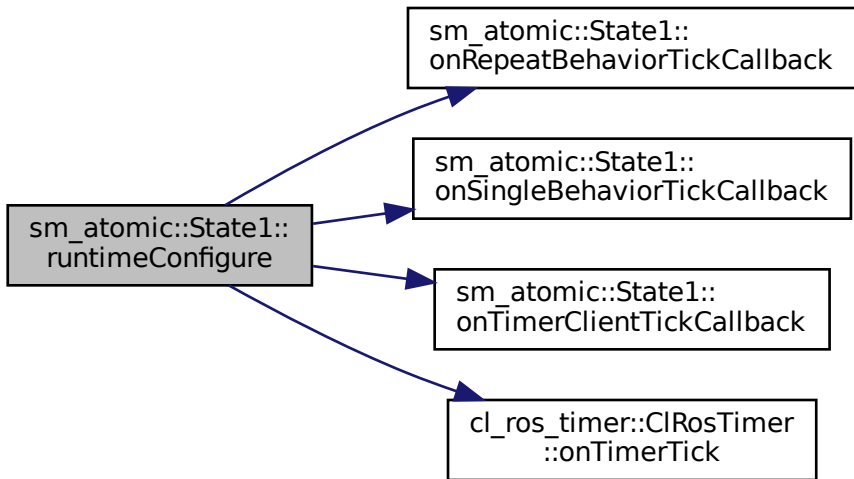 sm_atomic::State1::
runtimeConfigure
sm_atomic::State1::
onRepeatBehaviorTickCallback
sm_atomic::State1::
onSingleBehaviorTickCallback
sm_atomic::State1::
onTimerClientTickCallback
cl_ros_timer::ClRosTimer
::onTimerTick